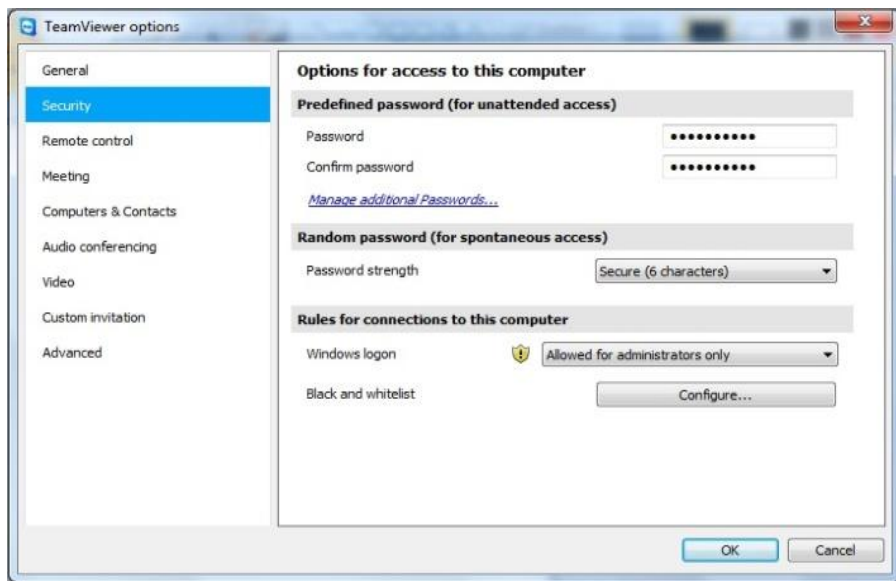 TeamViewer options
General
Security
Remote control
Meeting
Computers & Contacts
Audio conferencing
Video
Custom invitation
Advanced
Options for access to this computer
Predefined password (for unattended access)
Password ••••••••••
Confirm password ••••••••••
Manage additional Passwords...
Random password (for spontaneous access)
Password strength Secure (6 characters)
Rules for connections to this computer
Windows logon Allowed for administrators only
Black and whitelist Configure...
OK Cancel